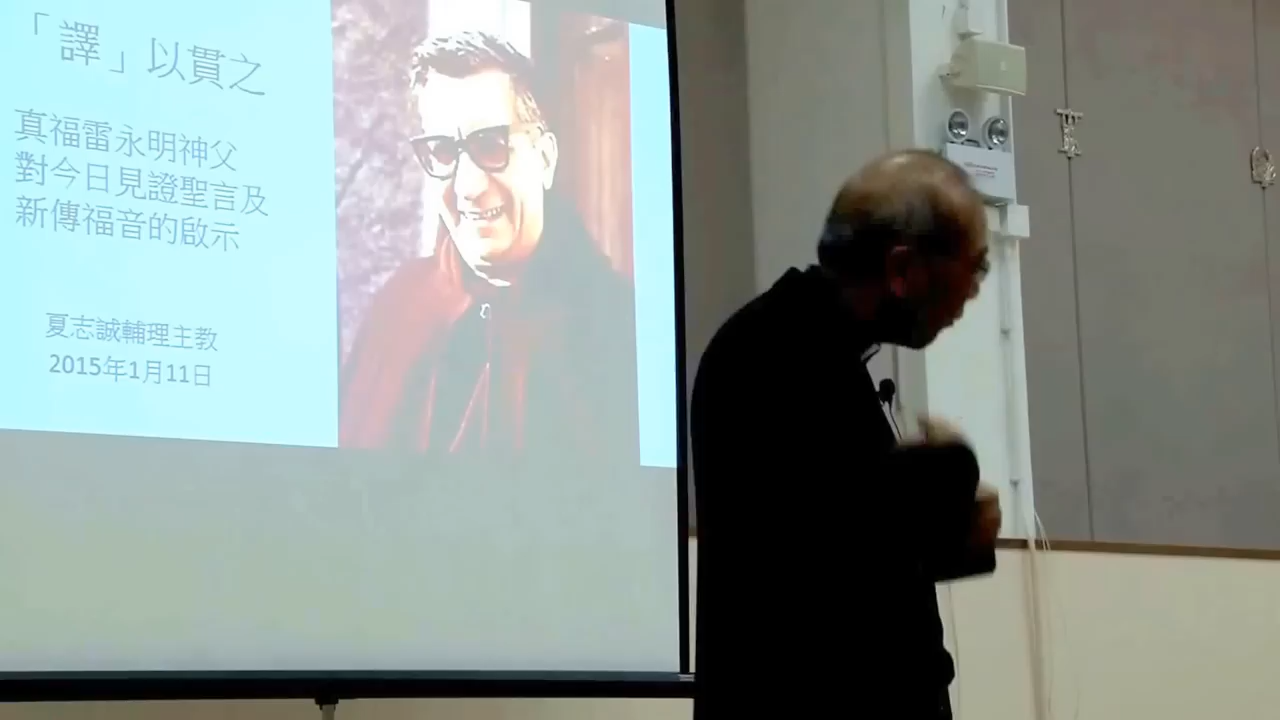 「譯」以貫之
真福雷永明神父
對今日見證聖言及
新傳福音的啟示
夏志誠輔理主教
2015年1月11日